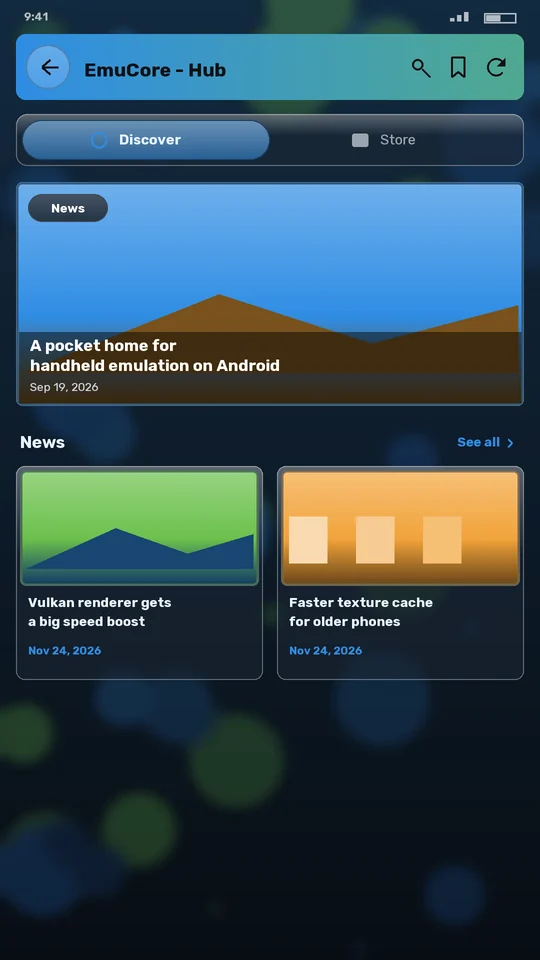 9:41
EmuCore - Hub
Discover
Store
News
A pocket home for
handheld emulation on Android
Sep 19, 2026
News
See all
Vulkan renderer gets
a big speed boost
Nov 24, 2026
Faster texture cache
for older phones
Nov 24, 2026